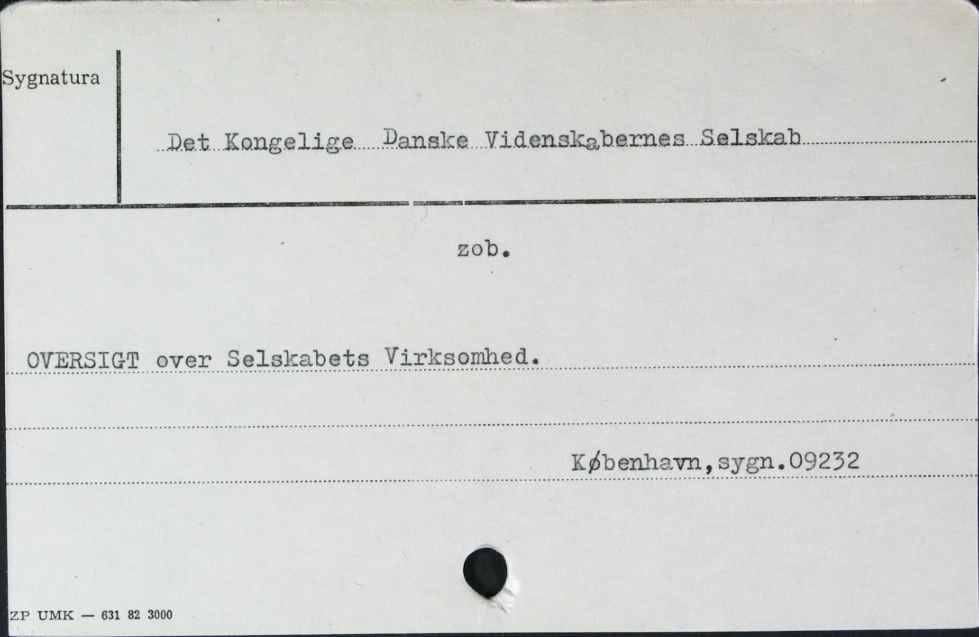 Sygnatura
Det Kongelige Danske Videnskabernes Selskab
zob.
OVERSIGT over Selskabets Virksomhed.
København,sygn.09232
ZP UMK — 631 82 3000